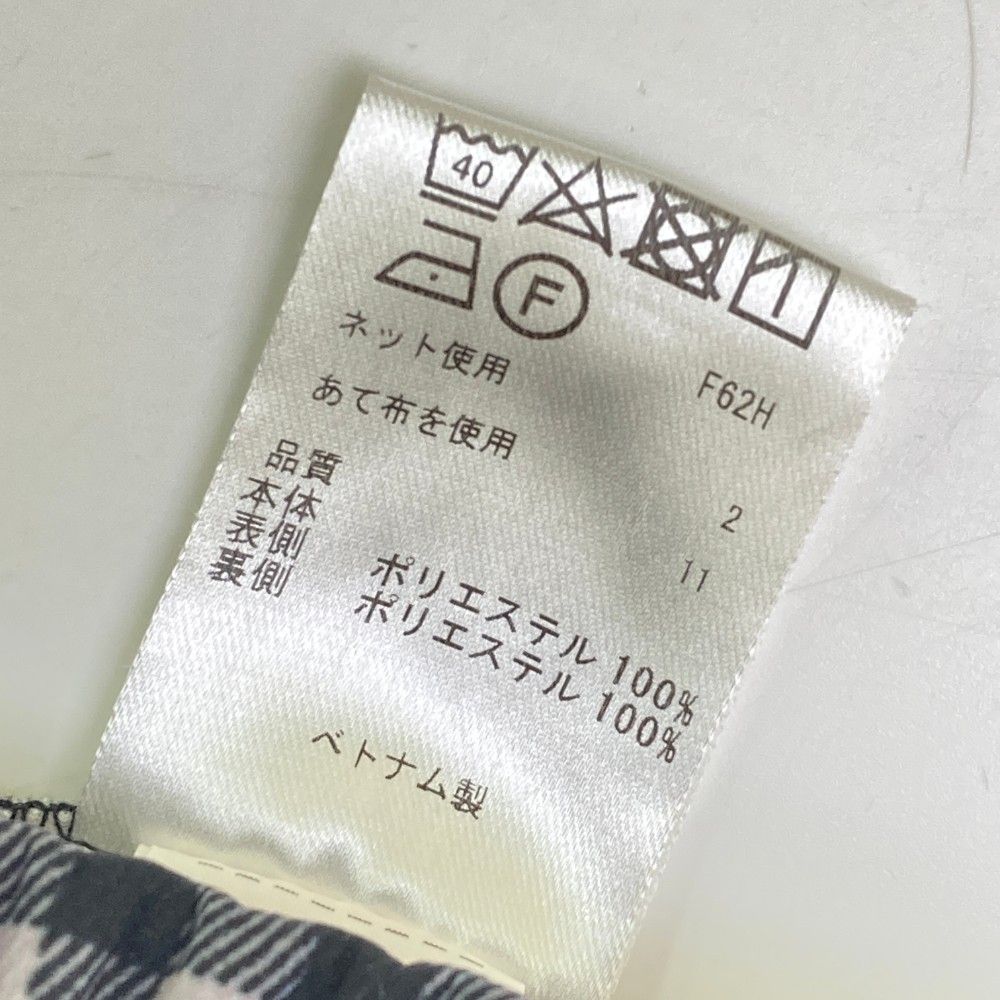 40
F
ネット使用 F62H
あて布を使用
品質 2
本体 11
表側 ポリエステル 100%
裏側 ポリエステル 100%
ベトナム製